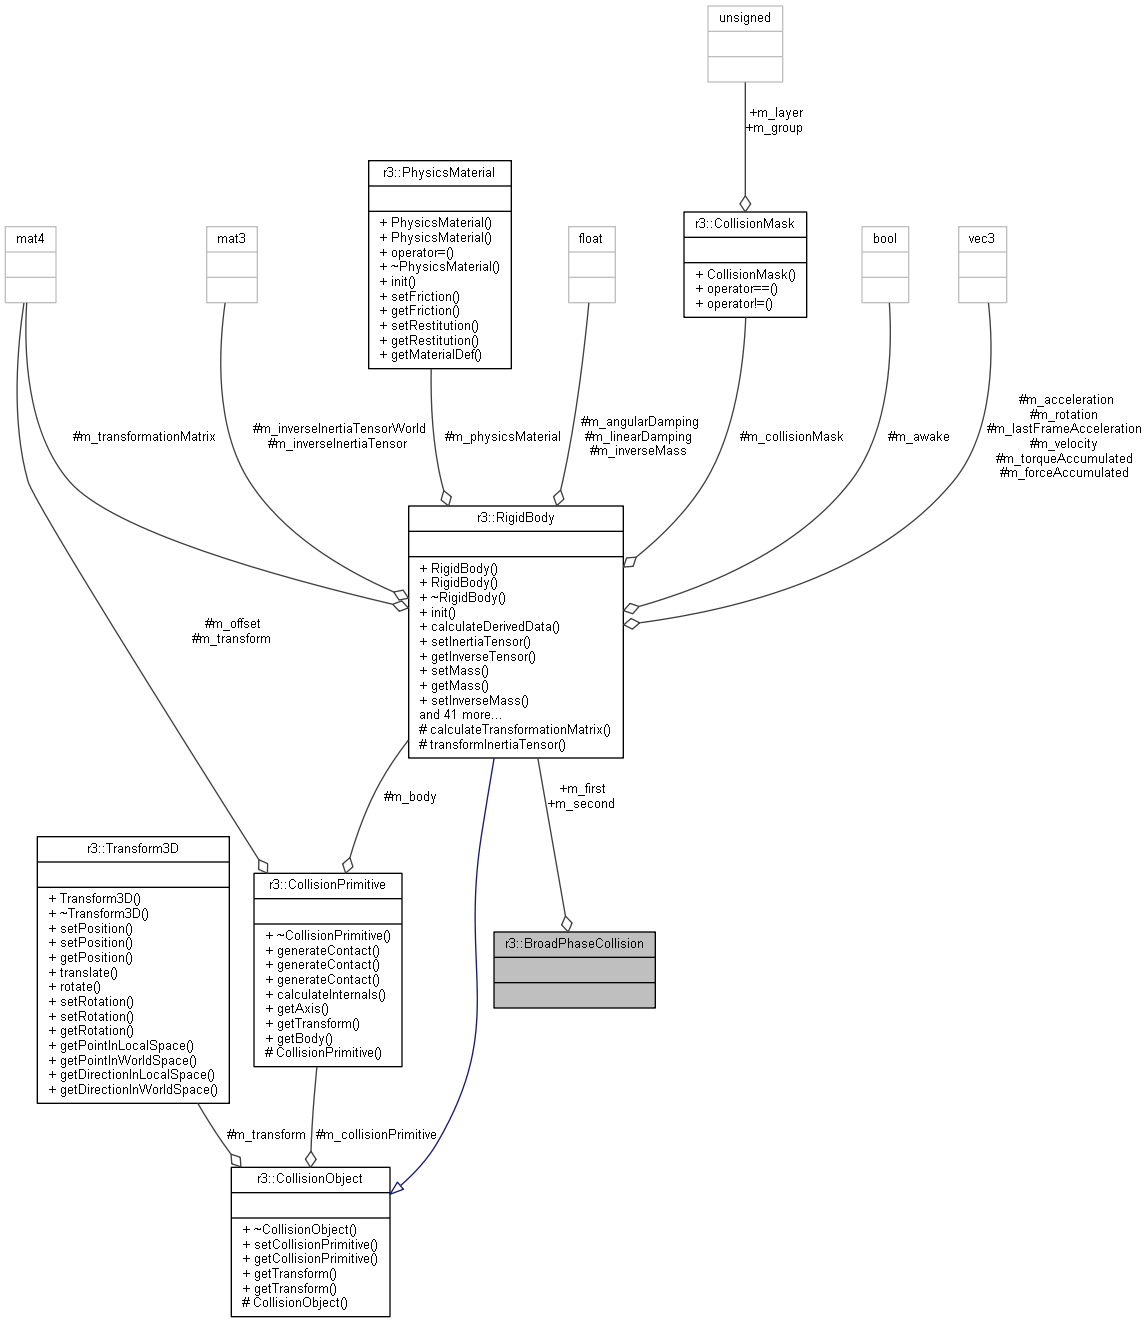 unsigned
+m_layer
+m_group
r3::PhysicsMaterial
+ PhysicsMaterial()
+ PhysicsMaterial()
+ operator=()
+ ~PhysicsMaterial()
+ init()
+ setFriction()
+ getFriction()
+ setRestitution()
+ getRestitution()
+ getMaterialDef()
r3::CollisionMask
+ CollisionMask()
+ operator==()
+ operator!=()
mat4
mat3
float
bool
vec3
#m_transformationMatrix
#m_inverseInertiaTensorWorld
#m_inverseInertiaTensor
#m_physicsMaterial
#m_angularDamping
#m_linearDamping
#m_inverseMass
#m_collisionMask
#m_awake
#m_acceleration
#m_rotation
#m_lastFrameAcceleration
#m_velocity
#m_torqueAccumulated
#m_forceAccumulated
r3::RigidBody
+ RigidBody()
+ RigidBody()
+ ~RigidBody()
+ init()
+ calculateDerivedData()
+ setInertiaTensor()
+ getInverseTensor()
+ setMass()
+ getMass()
+ setInverseMass()
and 41 more...
# calculateTransformationMatrix()
# transformInertiaTensor()
#m_offset
#m_transform
#m_body
+m_first
+m_second
r3::Transform3D
+ Transform3D()
+ ~Transform3D()
+ setPosition()
+ setPosition()
+ getPosition()
+ translate()
+ rotate()
+ setRotation()
+ setRotation()
+ getRotation()
+ getPointInLocalSpace()
+ getPointInWorldSpace()
+ getDirectionInLocalSpace()
+ getDirectionInWorldSpace()
r3::CollisionPrimitive
+ ~CollisionPrimitive()
+ generateContact()
+ generateContact()
+ generateContact()
+ calculateInternals()
+ getAxis()
+ getTransform()
+ getBody()
# CollisionPrimitive()
r3::BroadPhaseCollision
#m_transform
#m_collisionPrimitive
r3::CollisionObject
+ ~CollisionObject()
+ setCollisionPrimitive()
+ getCollisionPrimitive()
+ getTransform()
+ getTransform()
# CollisionObject()